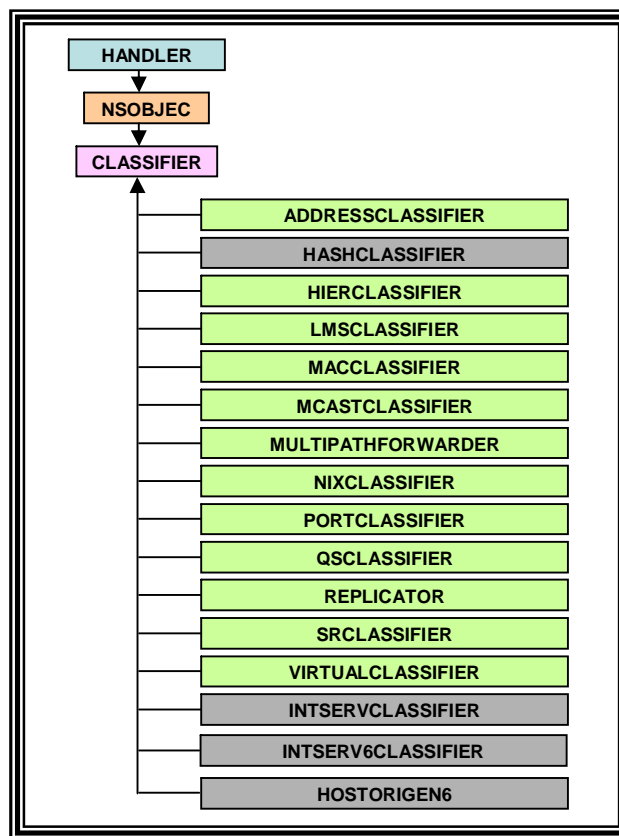 HANDLER
NSOBJEC
CLASSIFIER
ADDRESSCLASSIFIER
HASHCLASSIFIER
HIERCLASSIFIER
LMSCLASSIFIER
MACCLASSIFIER
MCASTCLASSIFIER
MULTIPATHFORWARDER
NIXCLASSIFIER
PORTCLASSIFIER
QSCLASSIFIER
REPLICATOR
SRCLASSIFIER
VIRTUALCLASSIFIER
INTSERVCLASSIFIER
INTSERV6CLASSIFIER
HOSTORIGEN6